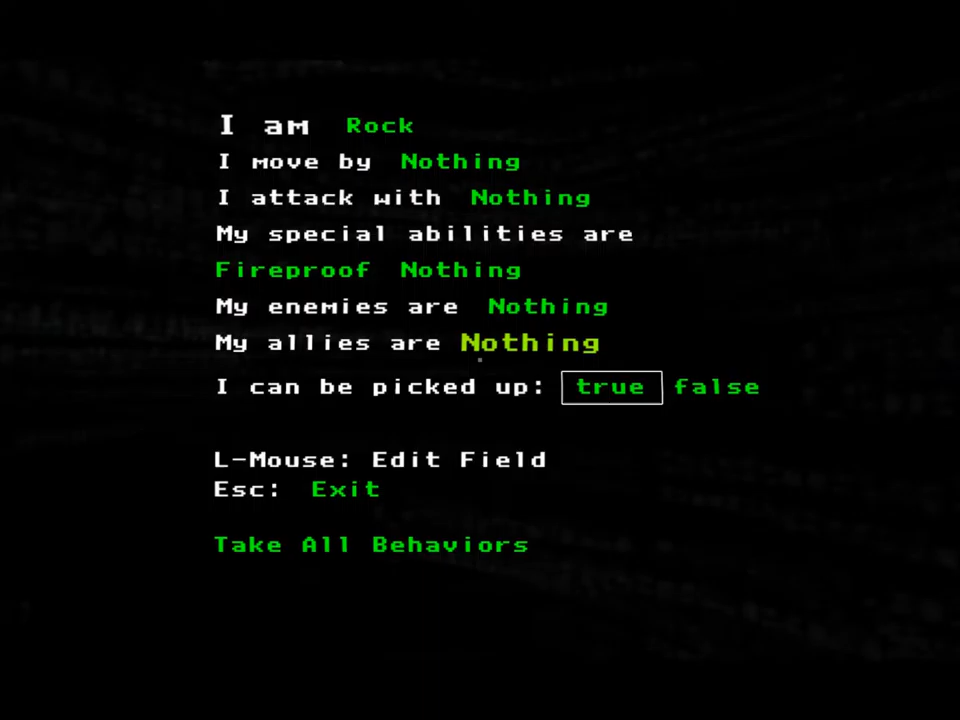 I am Rock
I move by Nothing
I attack with Nothing
My special abilities are
Fireproof Nothing
My enemies are Nothing
My allies are Nothing
I can be picked up: true false
L-Mouse: Edit Field
Esc: Exit
Take All Behaviors